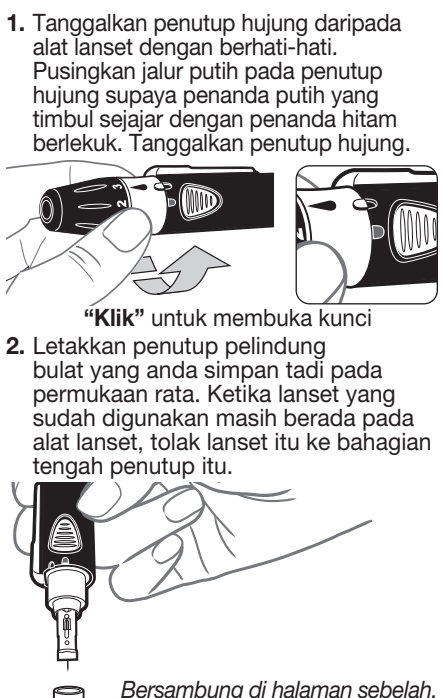 1. Tanggalkan penutup hujung daripada
alat lanset dengan berhati-hati.
Pusingkan jalur putih pada penutup
hujung supaya penanda putih yang
timbul sejajar dengan penanda hitam
berlekuk. Tanggalkan penutup hujung.
2 3
“Klik” untuk membuka kunci
2. Letakkan penutup pelindung
bulat yang anda simpan tadi pada
permukaan rata. Ketika lanset yang
sudah digunakan masih berada pada
alat lanset, tolak lanset itu ke bahagian
tengah penutup itu.
Bersambung di halaman sebelah.